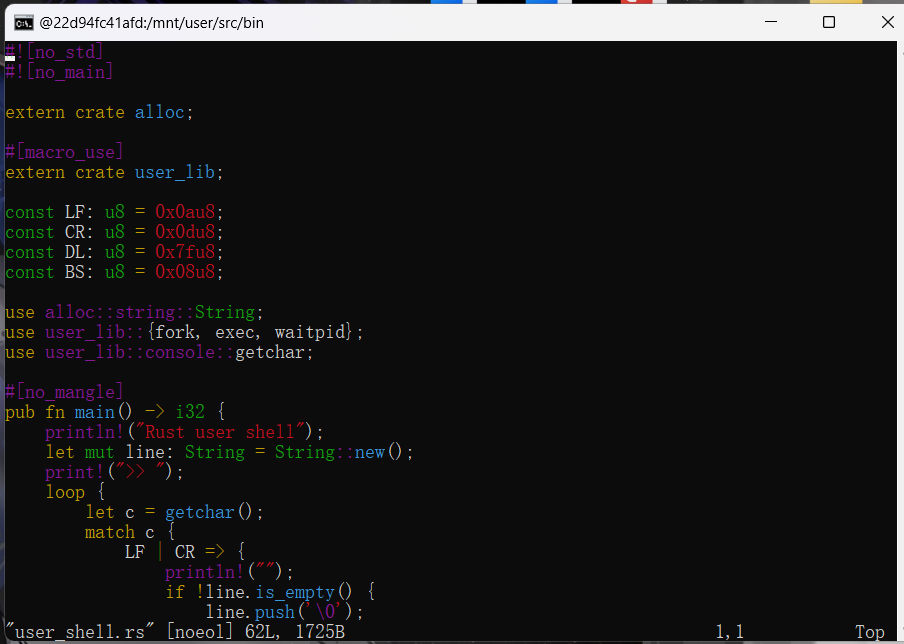 @22d94fc41afd:/mnt/user/src/bin
#![no_std]
#![no_main]
extern crate alloc;
#[macro_use]
extern crate user_lib;
const LF: u8 = 0x0au8;
const CR: u8 = 0x0du8;
const DL: u8 = 0x7fu8;
const BS: u8 = 0x08u8;
use alloc::string::String;
use user_lib::{fork, exec, waitpid};
use user_lib::console::getchar;
#[no_mangle]
pub fn main() -> i32 {
    println!("Rust user shell");
    let mut line: String = String::new();
    print!(">> ");
    loop {
        let c = getchar();
        match c {
            LF | CR => {
                println!("");
                if !line.is_empty() {
                    line.push('\0');
"user_shell.rs" [noeol] 62L, 1725B 1,1 Top